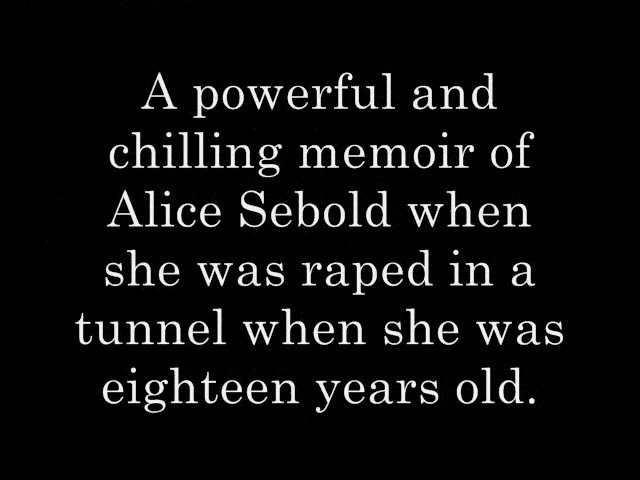 A powerful and
chilling memoir of
Alice Sebold when
she was raped in a
tunnel when she was
eighteen years old.